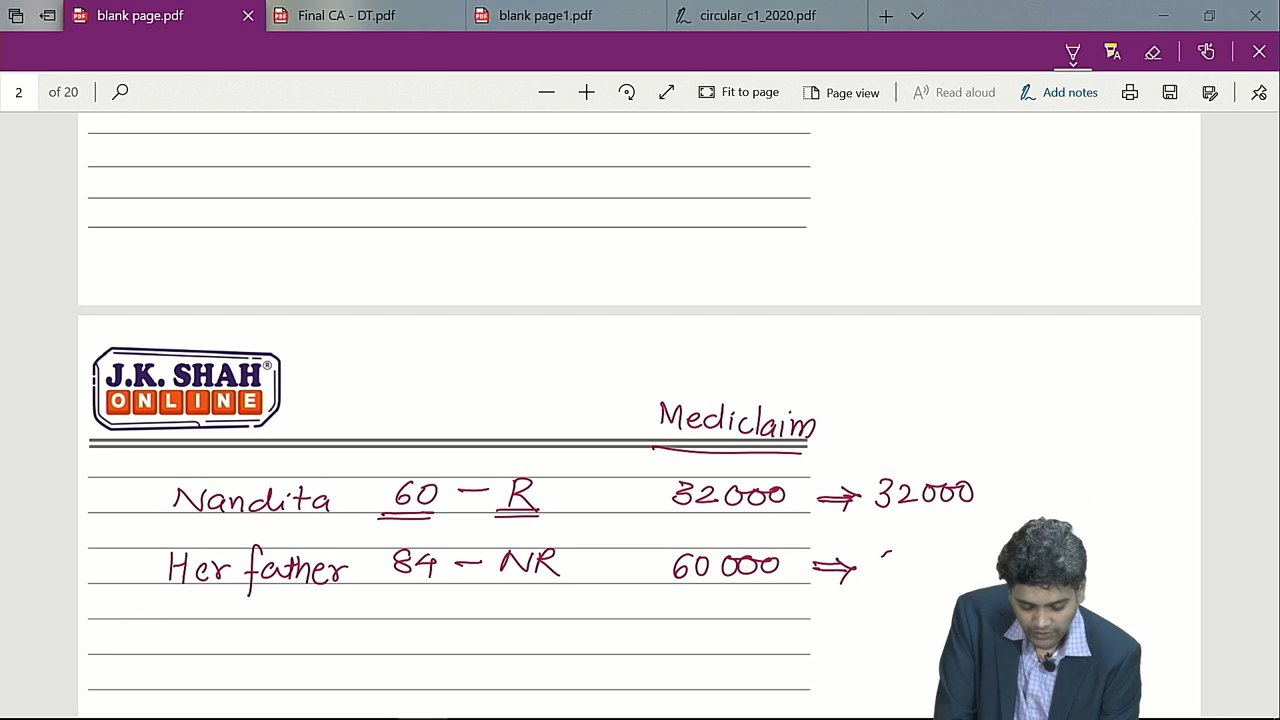 blank page.pdf
Final CA - DT.pdf
blank page1.pdf
circular_c1_2020.pdf
2 of 20
Fit to page
Page view
Read aloud
Add notes
J.K. SHAH®
ONLINE
Mediclaim
Nandita 60 - R 32000 ⇒ 32000
Her father 84 - NR 60000 ⇒